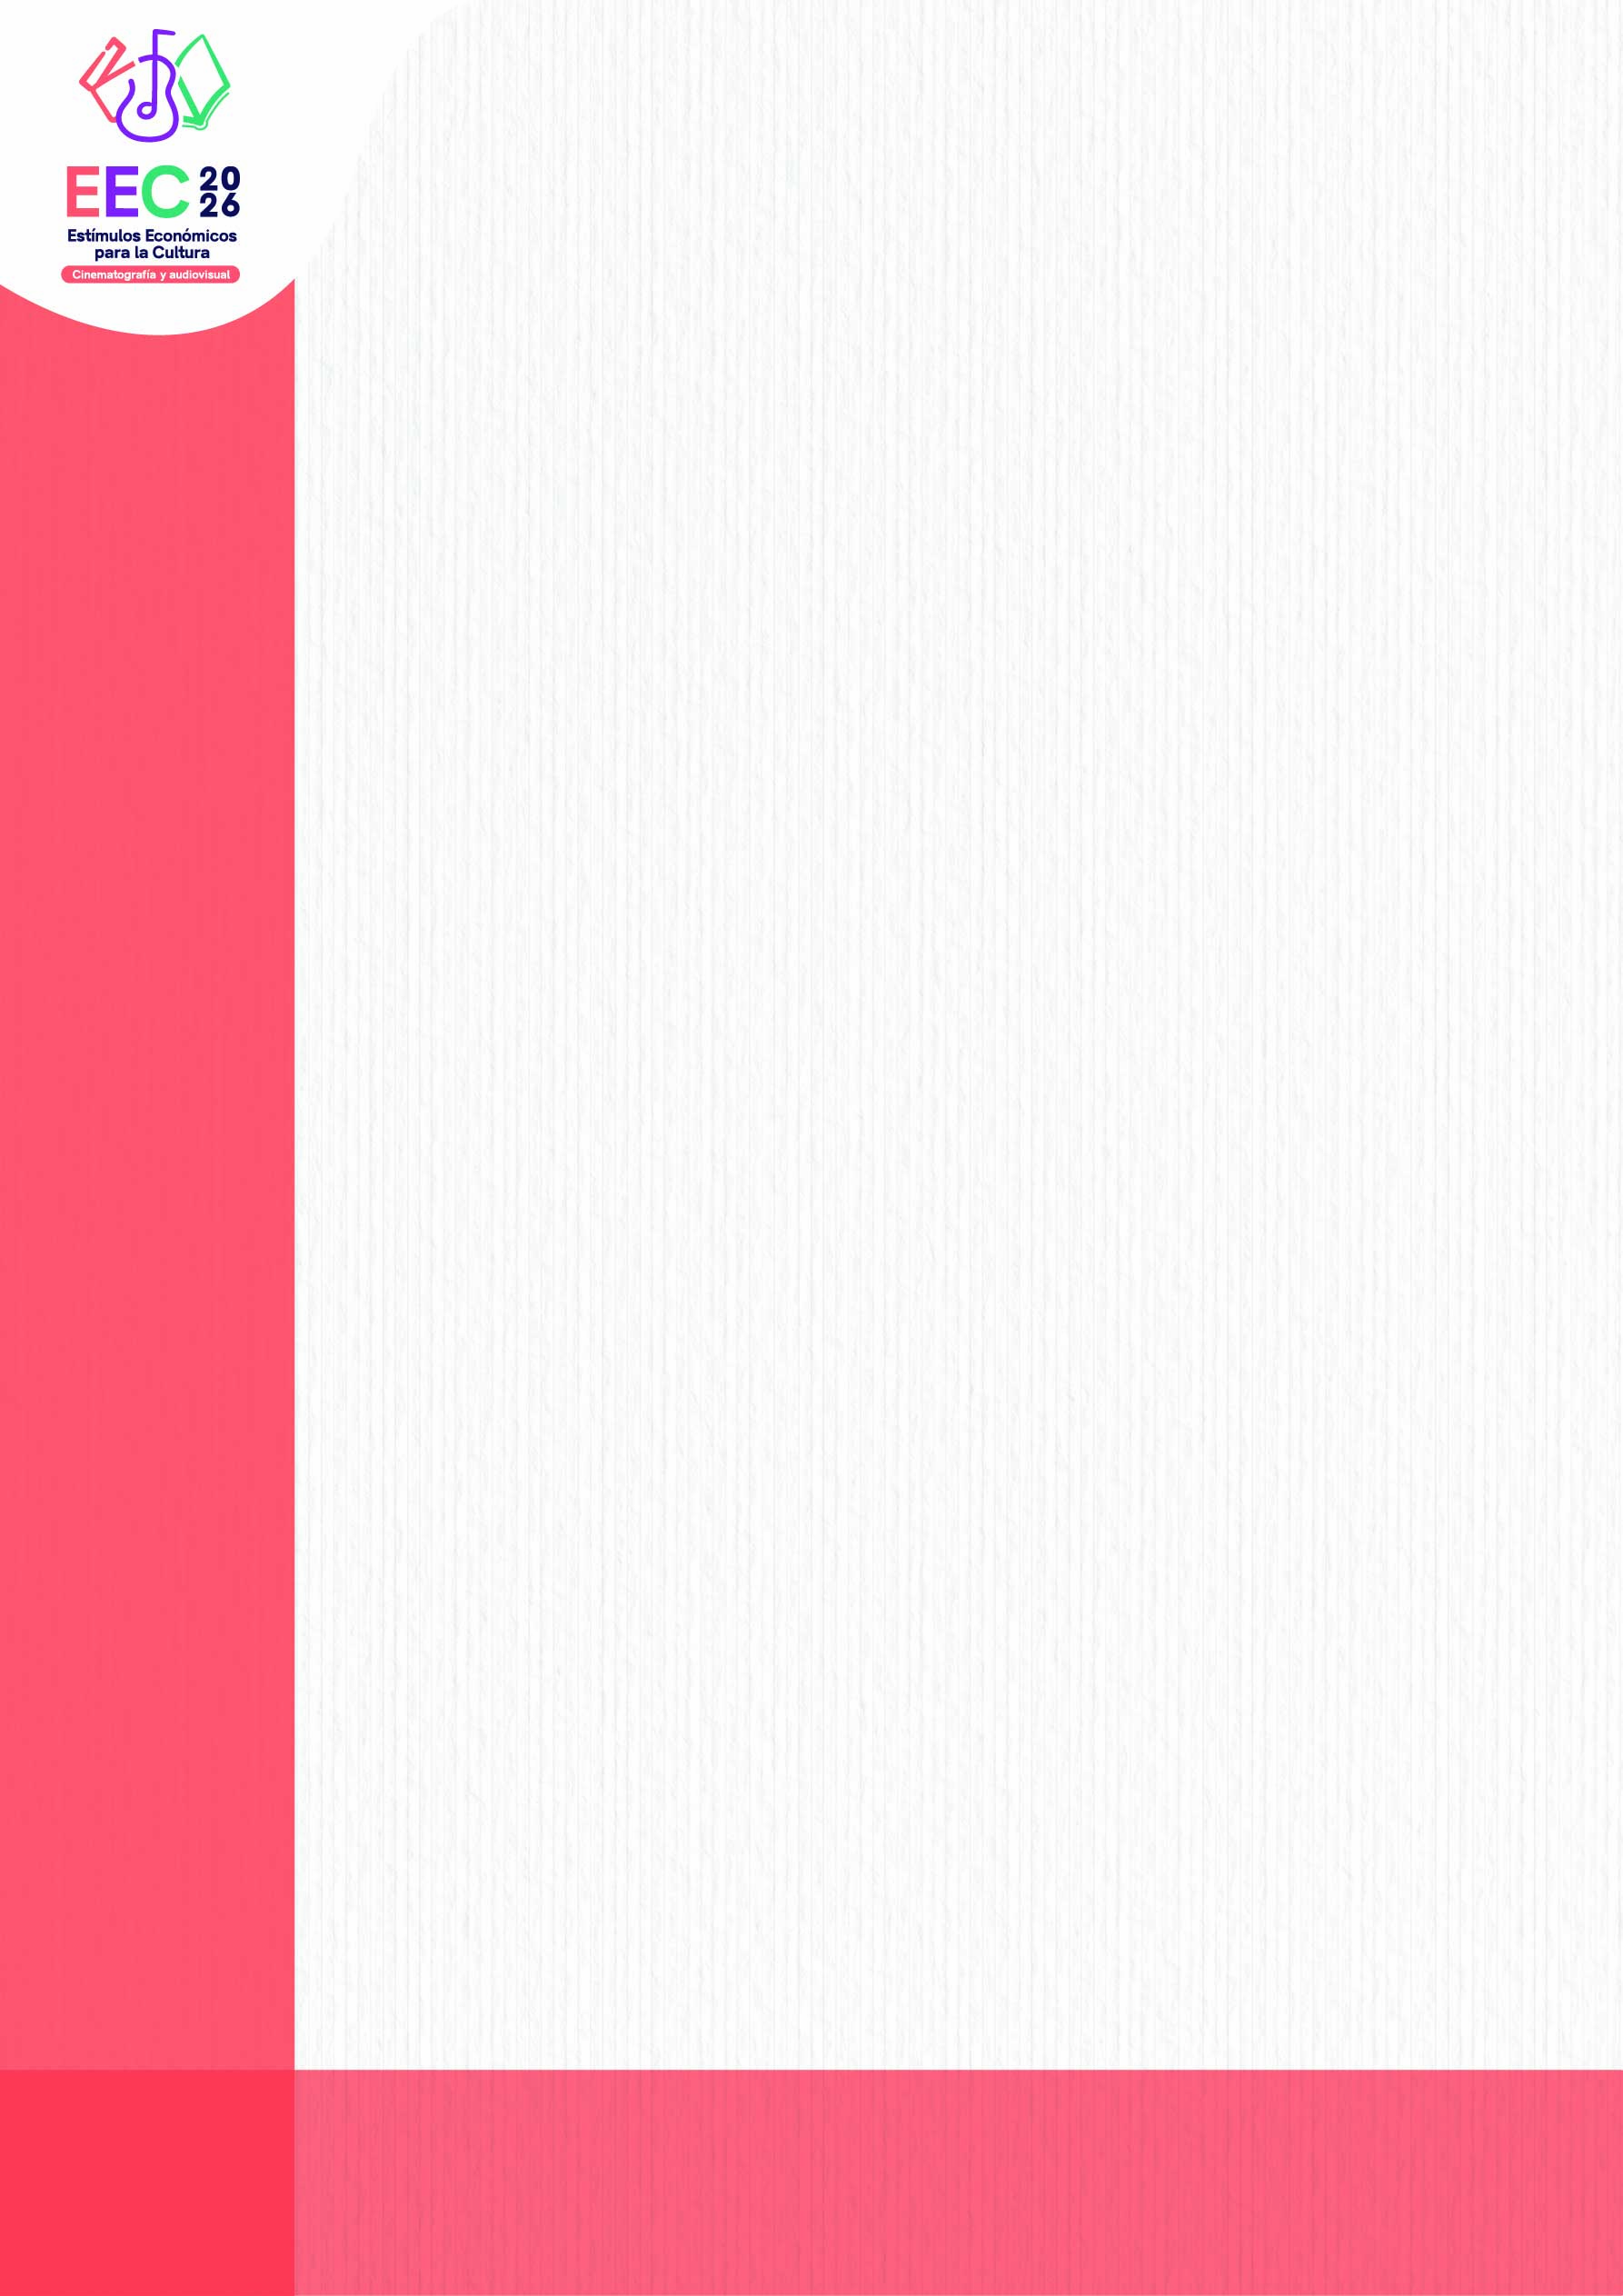 EEC 20
26
Estímulos Económicos
para la Cultura
Cinematografía y audiovisual